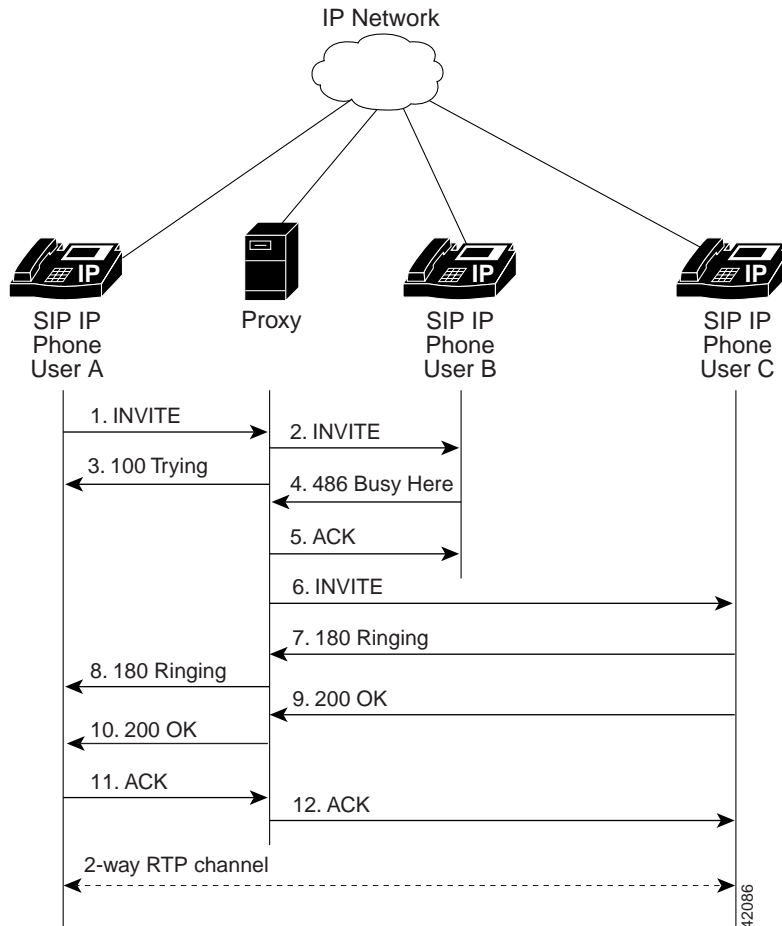 IP Network
IP
IP
IP
SIP IP
Phone
User A
Proxy
SIP IP
Phone
User B
SIP IP
Phone
User C
1. INVITE
2. INVITE
3. 100 Trying
4. 486 Busy Here
5. ACK
6. INVITE
7. 180 Ringing
8. 180 Ringing
9. 200 OK
10. 200 OK
11. ACK
12. ACK
2-way RTP channel
42086